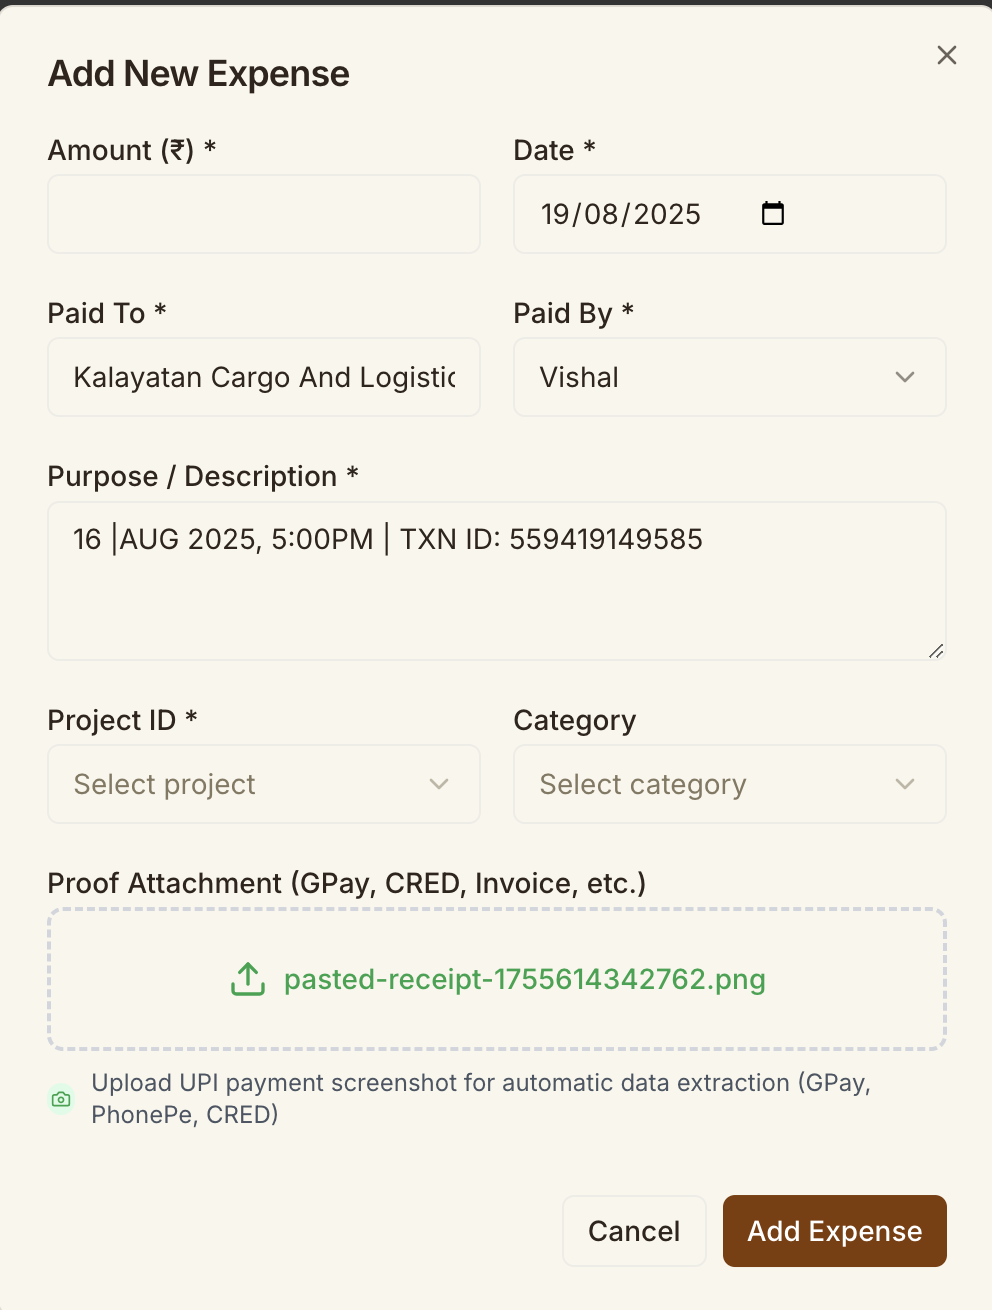 Add New Expense
Amount (₹) *
Date *
19/08/2025
Paid To *
Paid By *
Kalayatan Cargo And Logistic
Vishal
Purpose / Description *
16 |AUG 2025, 5:00PM | TXN ID: 559419149585
Project ID *
Category
Select project
Select category
Proof Attachment (GPay, CRED, Invoice, etc.)
pasted-receipt-1755614342762.png
Upload UPI payment screenshot for automatic data extraction (GPay,
PhonePe, CRED)
Cancel
Add Expense